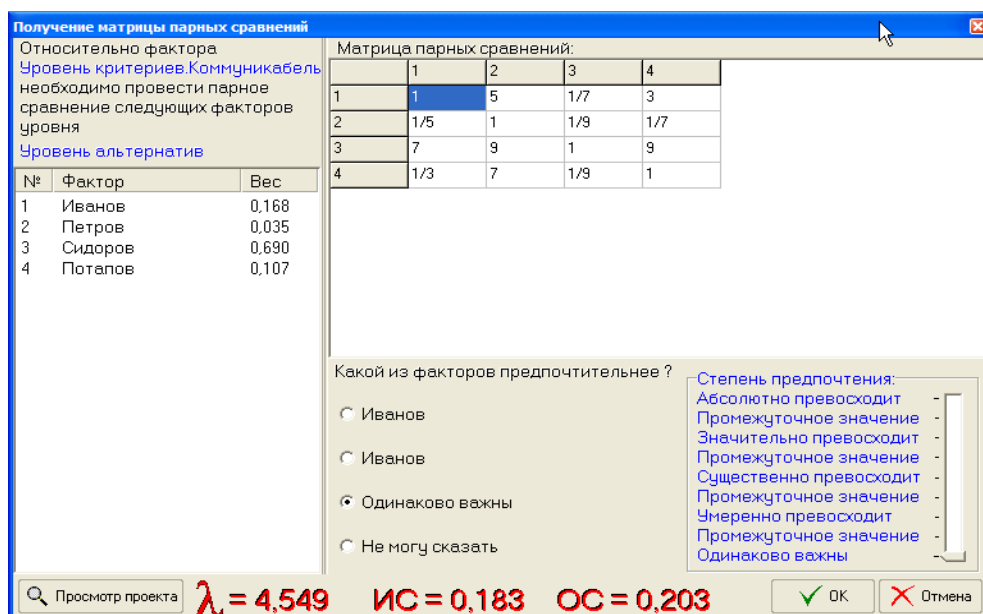 Получение матрицы парных сравнений
Относительно фактора
Уровень критериев.Коммуникабель
необходимо провести парное
сравнение следующих факторов
уровня
Уровень альтернатив
№ Фактор Вес
1 Иванов 0,168
2 Петров 0,035
3 Сидоров 0,690
4 Потапов 0,107
Матрица парных сравнений:
1 2 3 4
1 1 5 1/7 3
2 1/5 1 1/9 1/7
3 7 9 1 9
4 1/3 7 1/9 1
Какой из факторов предпочтительнее ?
Иванов
Иванов
Одинаково важны
Не могу сказать
Степень предпочтения:
Абсолютно превосходит -
Промежуточное значение -
Значительно превосходит -
Промежуточное значение -
Существенно превосходит -
Промежуточное значение -
Умеренно превосходит -
Промежуточное значение -
Одинаково важны -
Просмотр проекта
λ = 4,549 ИС = 0,183 ОС = 0,203
OK
Отмена